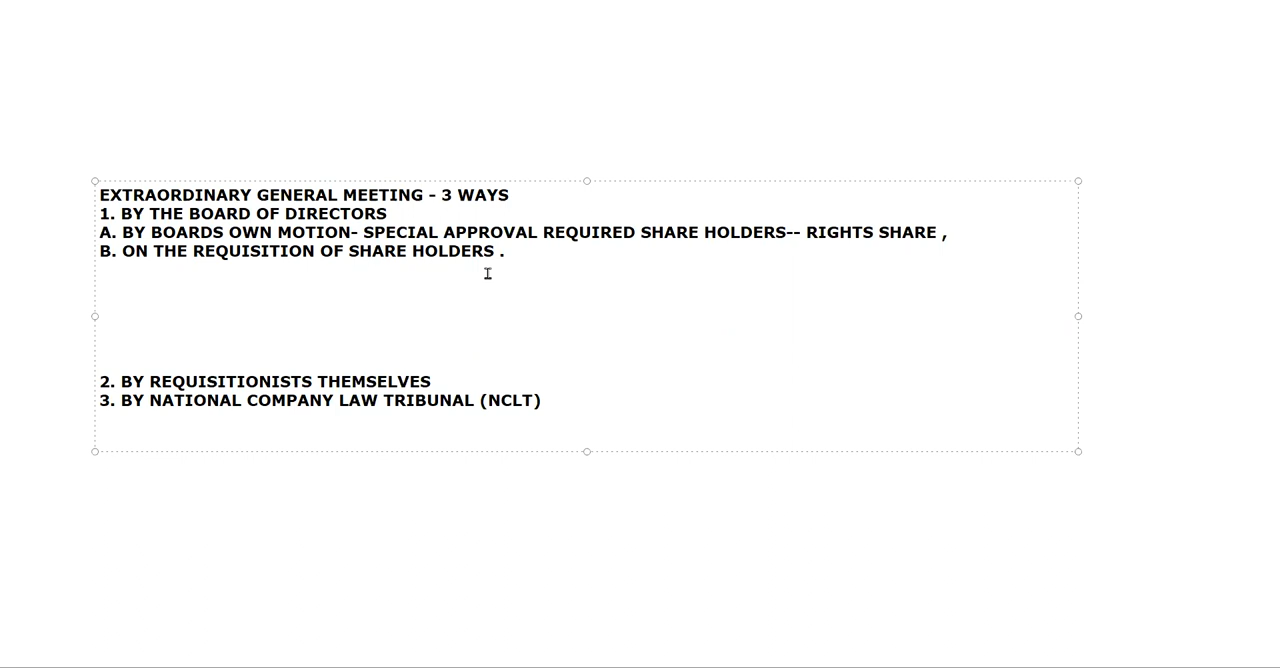 EXTRAORDINARY GENERAL MEETING - 3 WAYS
1. BY THE BOARD OF DIRECTORS
A. BY BOARDS OWN MOTION- SPECIAL APPROVAL REQUIRED SHARE HOLDERS-- RIGHTS SHARE ,
B. ON THE REQUISITION OF SHARE HOLDERS .
2. BY REQUISITIONISTS THEMSELVES
3. BY NATIONAL COMPANY LAW TRIBUNAL (NCLT)